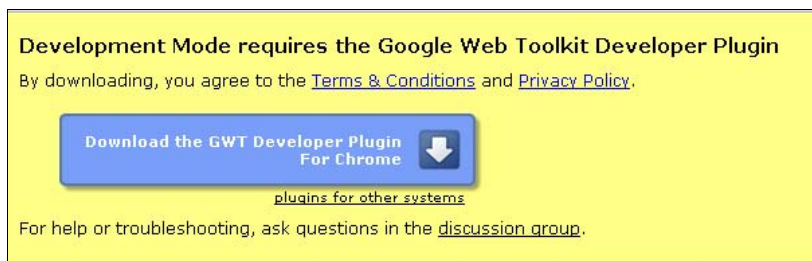 Development Mode requires the Google Web Toolkit Developer Plugin
By downloading, you agree to the Terms & Conditions and Privacy Policy.
Download the GWT Developer Plugin
For Chrome
plugins for other systems
For help or troubleshooting, ask questions in the discussion group.